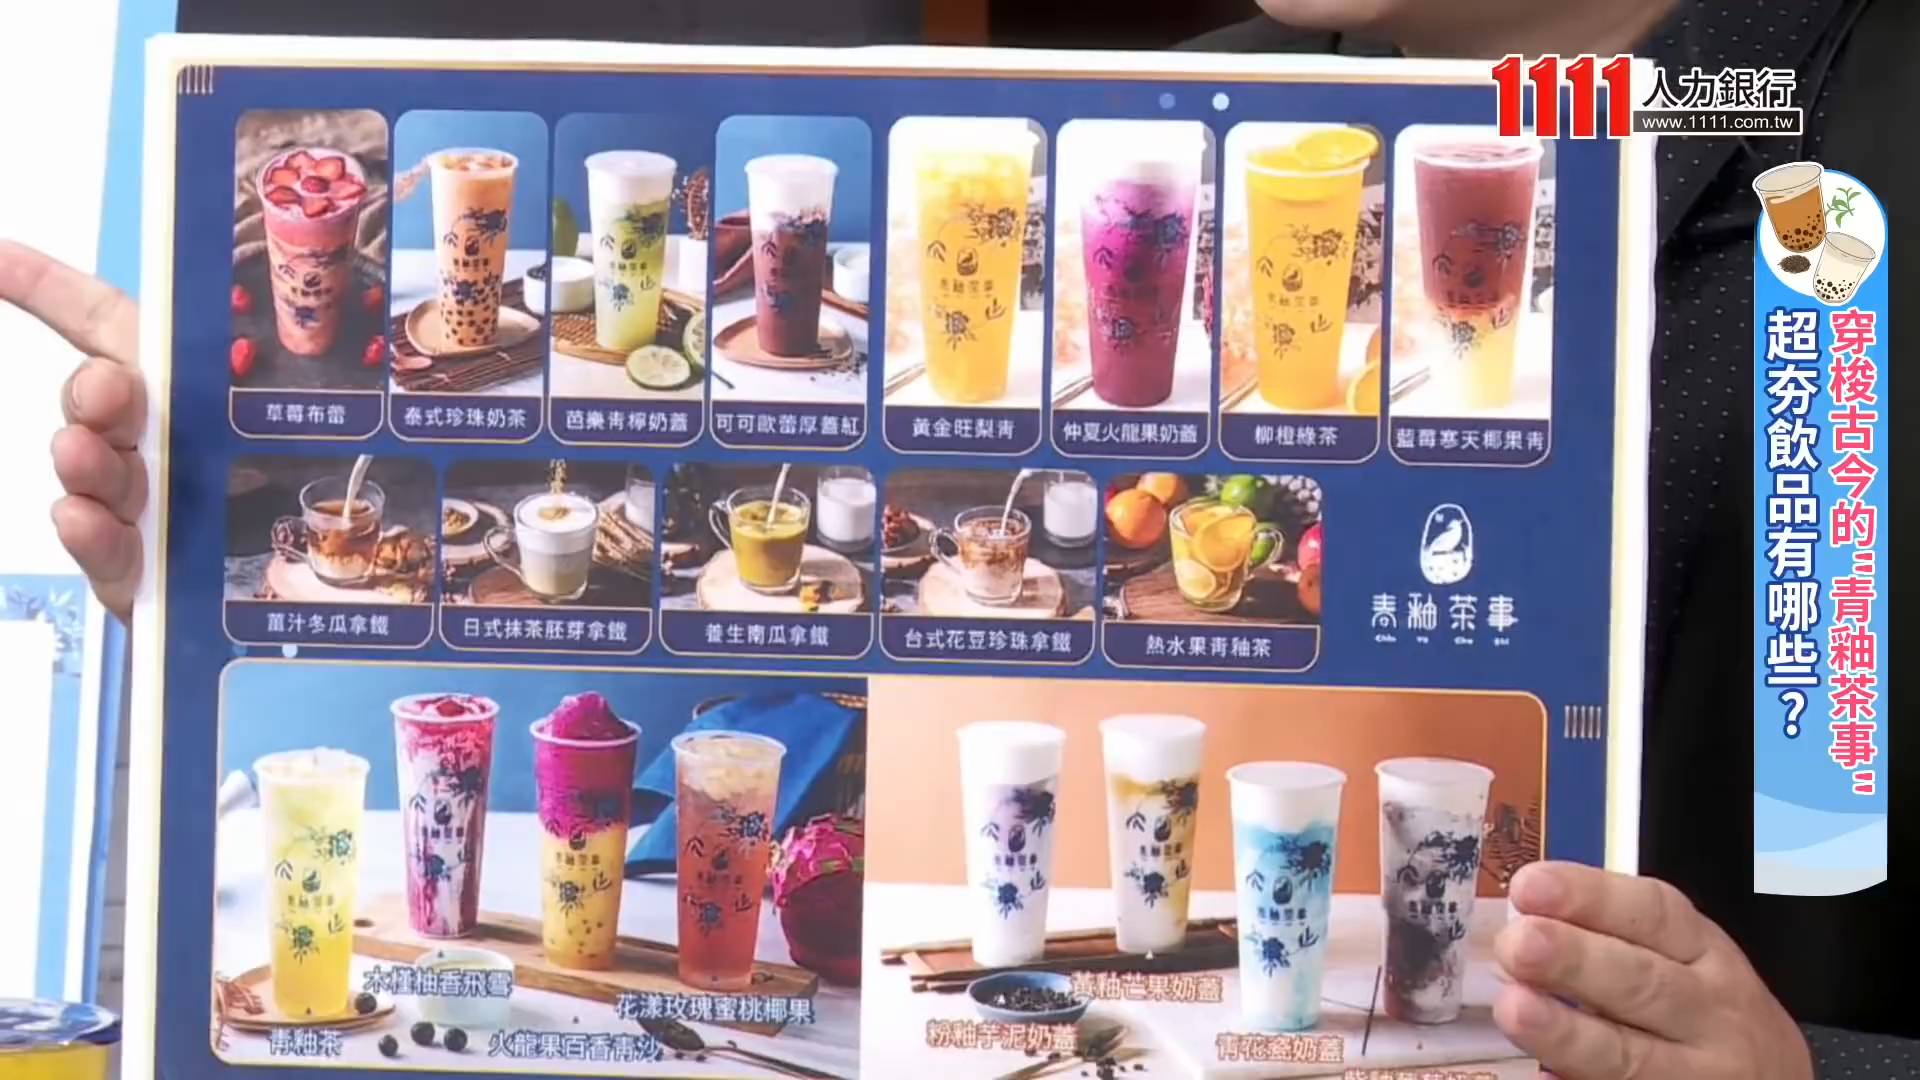 1111 人力銀行
www.1111.com.tw
穿梭古今的"青釉茶事"
超夯飲品有哪些?
草莓布蕾
泰式珍珠奶茶
芭樂青檸奶蓋
可可歐蕾厚蓋紅
黃金旺梨青
仲夏火龍果奶蓋
柳橙綠茶
藍莓寒天椰果青
薑汁冬瓜拿鐵
日式抹茶胚芽拿鐵
養生南瓜拿鐵
台式花豆珍珠拿鐵
熱水果青釉茶
青釉茶事
木槿柚香飛雪
花漾玫瑰蜜桃椰果
青釉茶
火龍果百香青沙
黃釉芒果奶蓋
粉釉芋泥奶蓋
青花瓷奶蓋